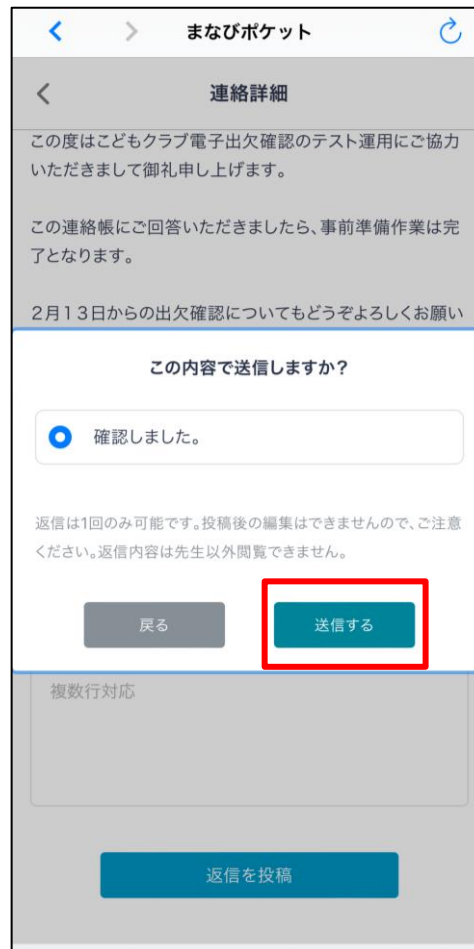 まなびポケット
連絡詳細
この度はこどもクラブ電子出欠確認のテスト運用にご協力
いただきまして御礼申し上げます。
この連絡帳にご回答いただきましたら、事前準備作業は完
了となります。
2月13日からの出欠確認についてもどうぞよろしくお願い
この内容で送信しますか？
確認しました。
返信は1回のみ可能です。投稿後の編集はできませんので、ご注意
ください。返信内容は先生以外閲覧できません。
戻る
送信する
複数行対応
返信を投稿